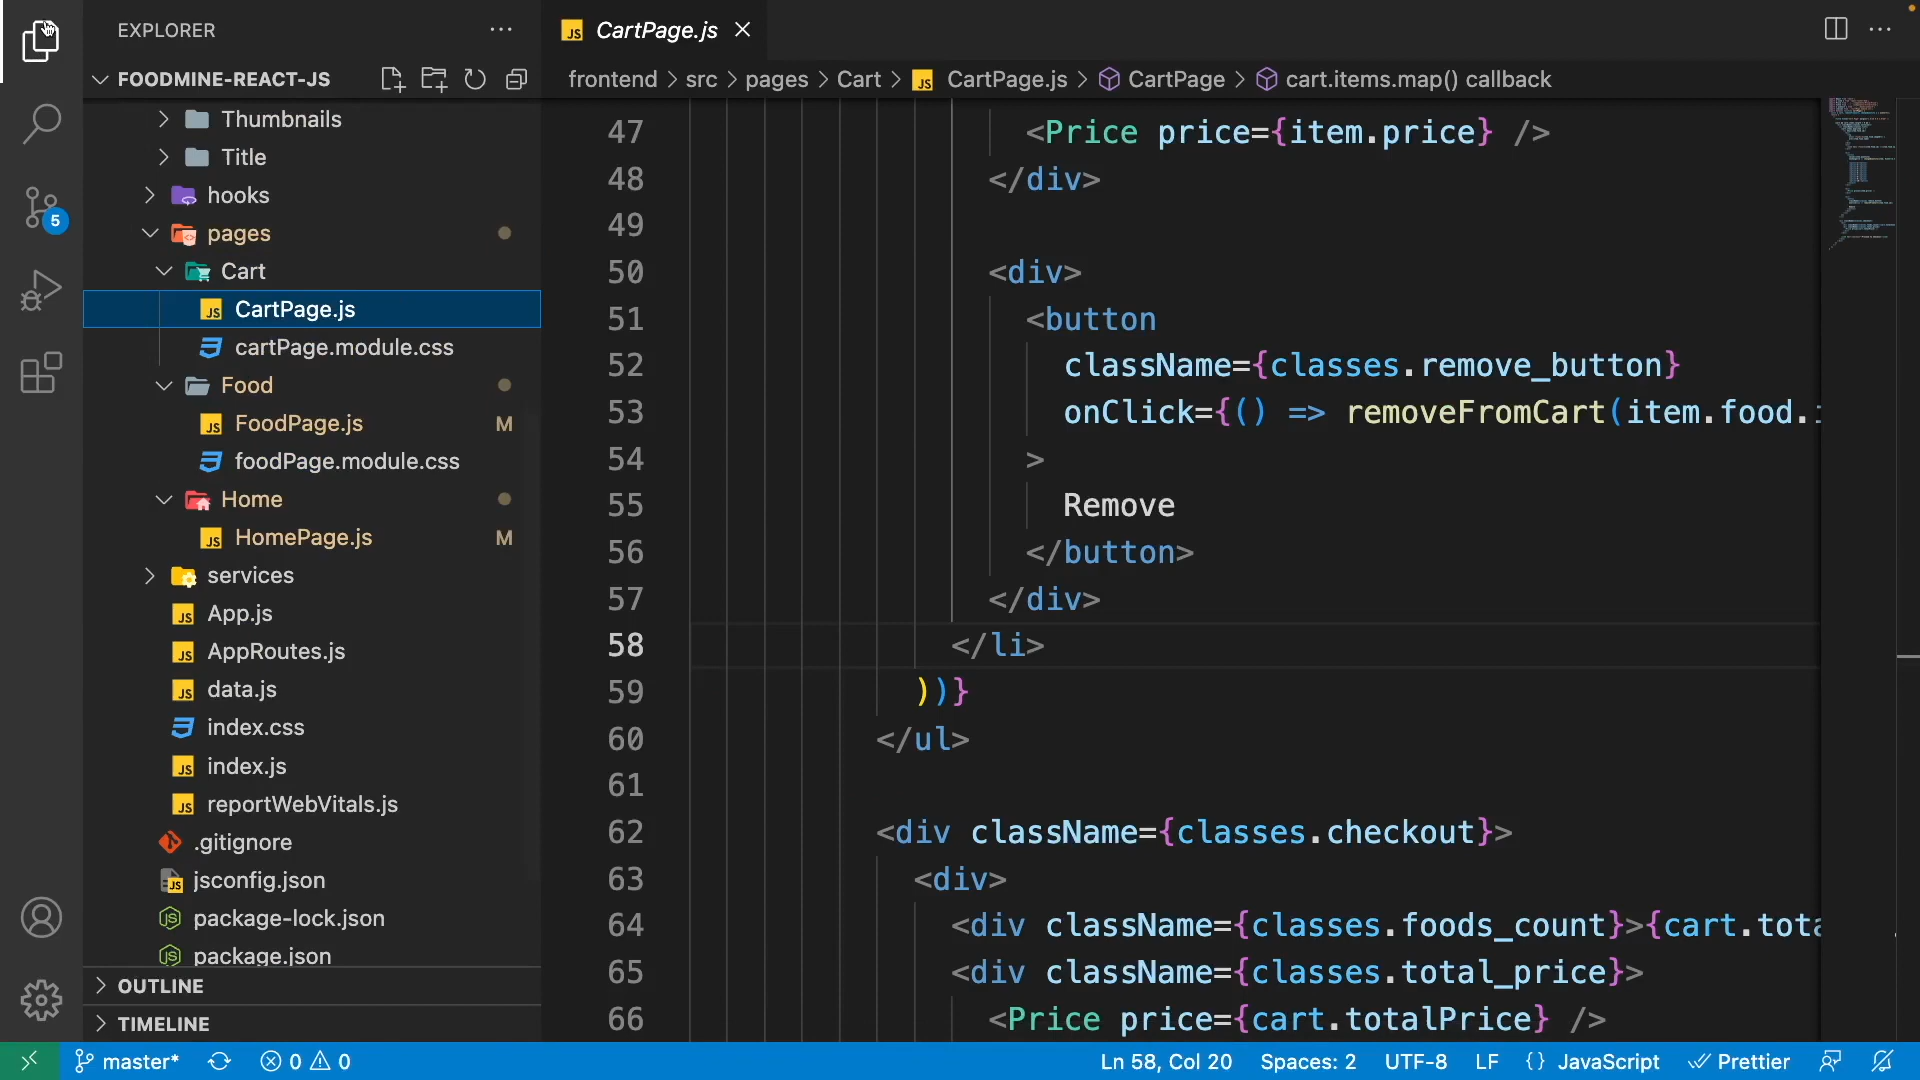 EXPLORER
FOODMINE-REACT-JS
Thumbnails
Title
hooks
pages
Cart
CartPage.js
cartPage.module.css
Food
FoodPage.js M
foodPage.module.css
Home
HomePage.js M
services
App.js
AppRoutes.js
data.js
index.css
index.js
reportWebVitals.js
.gitignore
jsconfig.json
package-lock.json
package.json
OUTLINE
TIMELINE
5
JS CartPage.js
frontend > src > pages > Cart > JS CartPage.js > CartPage > cart.items.map() callback
47 <Price price={item.price} />
48 </div>
49
50 <div>
51 <button
52 className={classes.remove_button}
53 onClick={() => removeFromCart(item.food.
54 >
55 Remove
56 </button>
57 </div>
58 </li>
59 ))}
60 </ul>
61
62 <div className={classes.checkout}>
63 <div>
64 <div className={classes.foods_count}>{cart.tota
65 <div className={classes.total_price}>
66 <Price price={cart.totalPrice} />
master* 0 0 Ln 58, Col 20 Spaces: 2 UTF-8 LF {} JavaScript Prettier